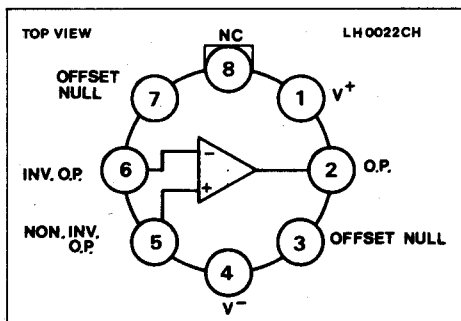 TOP VIEW
NC
LH0022CH
8
OFFSET
NULL
7
1
V+
6
-
INV. O.P.
2
O.P.
+
NON. INV.
O.P.
5
3
OFFSET NULL
4
V-